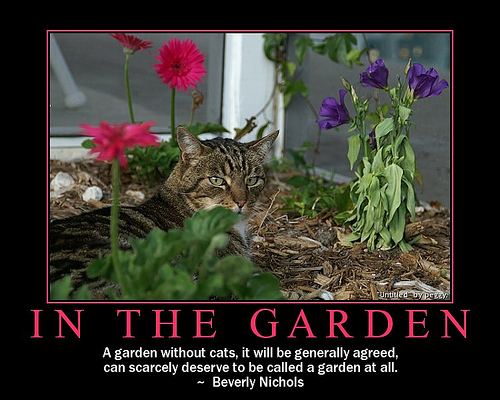 Untitled by peggy
IN THE GARDEN
A garden without cats, it will be generally agreed,
can scarcely deserve to be called a garden at all.
~ Beverly Nichols